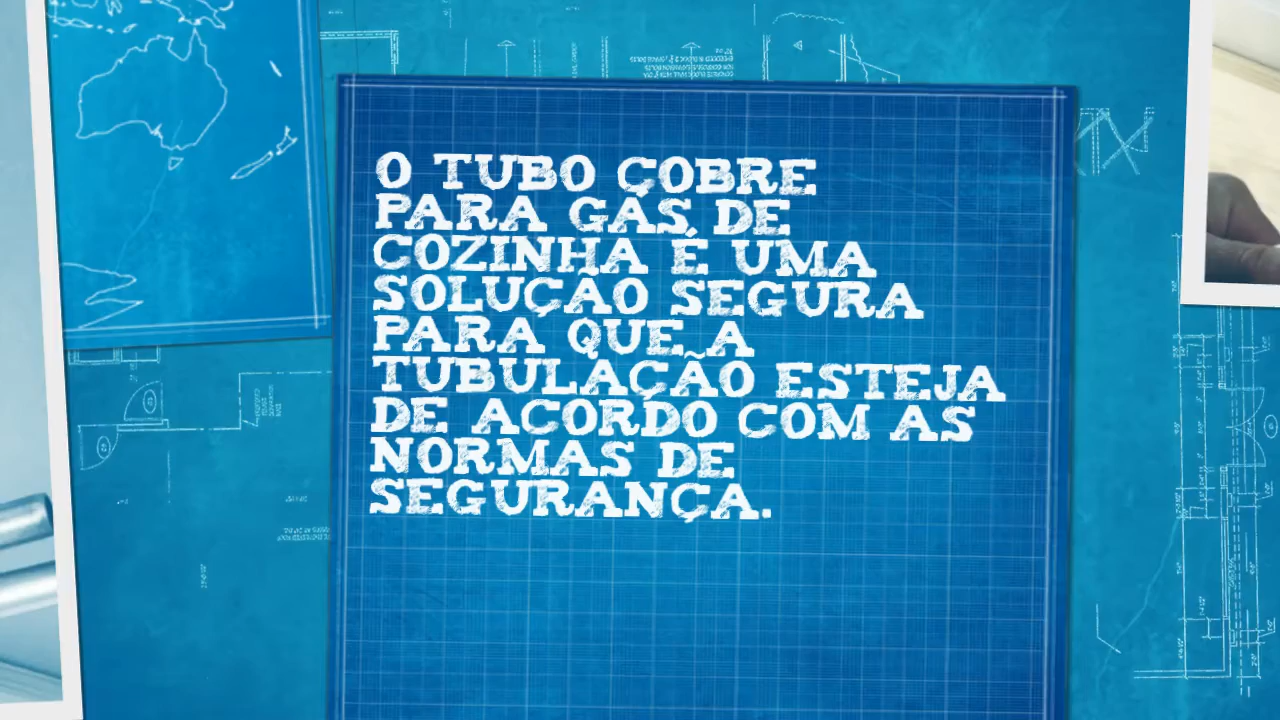 O TUBO COBRE
PARA GÁS DE
COZINHA É UMA
SOLUÇÃO SEGURA
PARA QUE A
TUBULAÇÃO ESTEJA
DE ACORDO COM AS
NORMAS DE
SEGURANÇA.